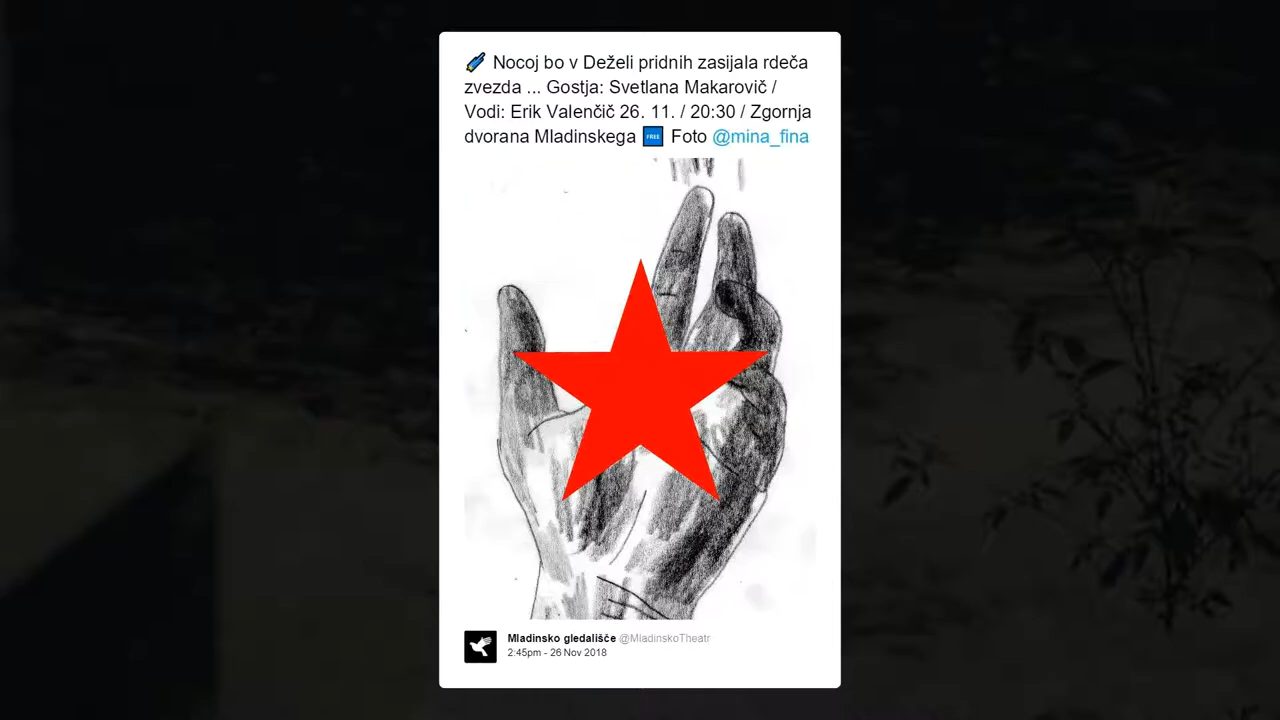 Nocoj bo v Deželi pridnih zasijala rdeča
zvezda ... Gostja: Svetlana Makarovič /
Vodi: Erik Valenčič 26. 11. / 20:30 / Zgornja
dvorana Mladinskega FREE Foto @mina_fina
Mladinsko gledališče @MladinskoTheatr
2:45pm - 26 Nov 2018